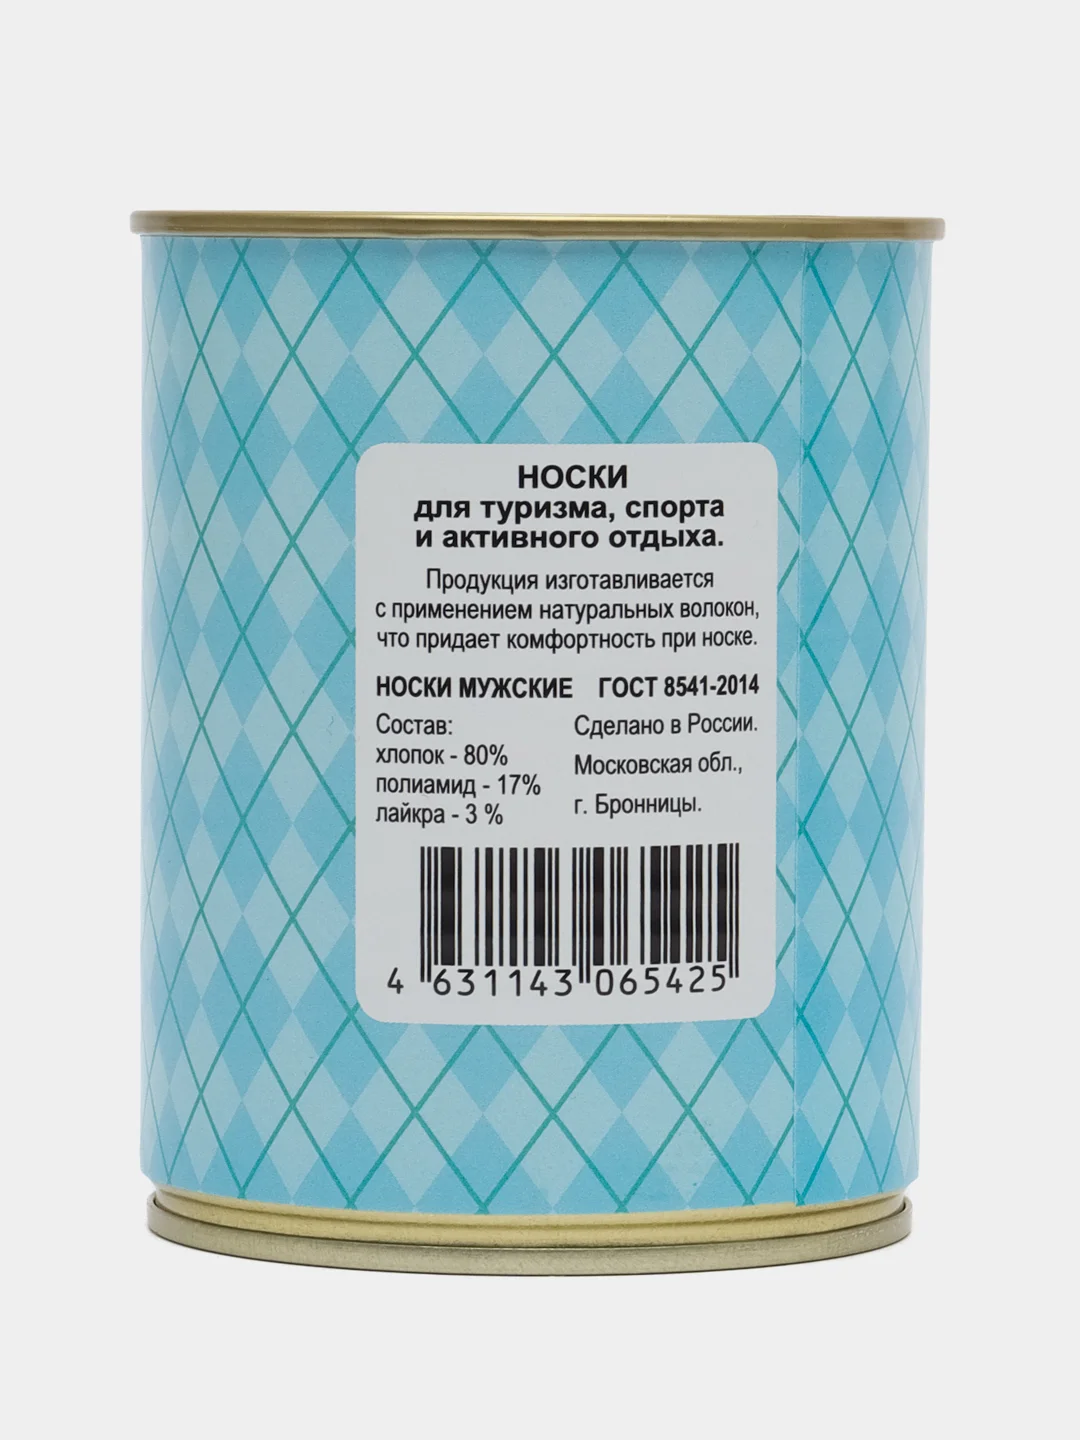 НОСКИ
для туризма, спорта
и активного отдыха.
Продукция изготавливается
с применением натуральных волокон,
что придает комфортность при носке.
НОСКИ МУЖСКИЕ ГОСТ 8541-2014
Состав:
хлопок - 80%
полиамид - 17%
лайкра - 3 %
Сделано в России.
Московская обл.,
г. Бронницы.
4 631143 065425